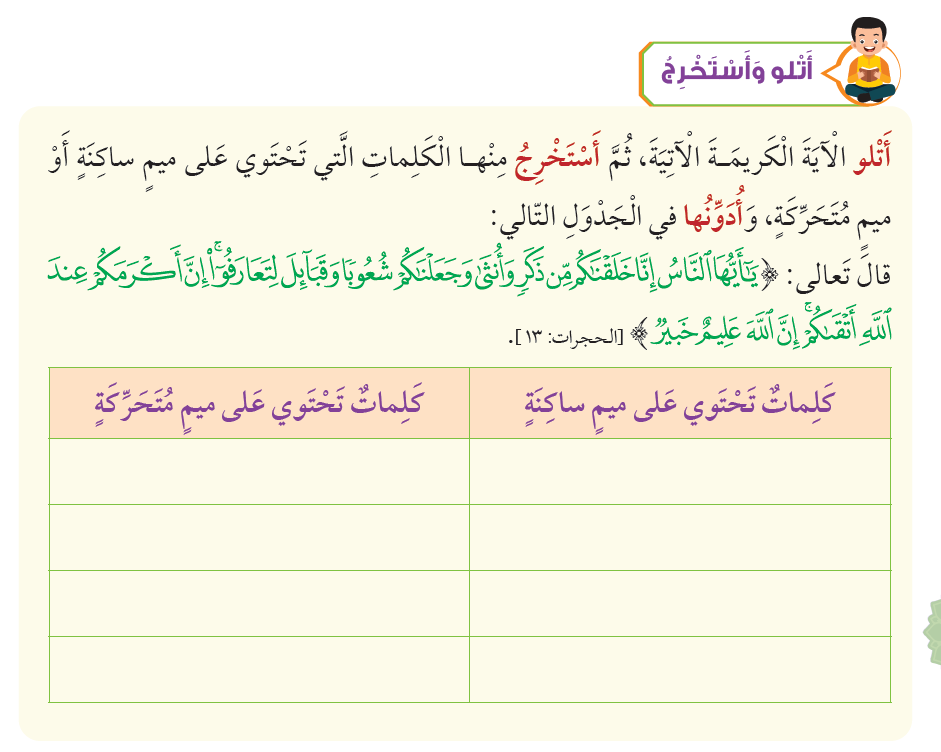 أَتْلو وَأَسْتَخْرِجُ
أَتْلو الْآيَةَ الْكَريمَـةَ الْآتِيَةَ، ثُمَّ أَسْتَخْرِجُ مِنْهـا الْكَلِماتِ الَّتي تَحْتَوي عَلى ميمٍ ساكِنَةٍ أَوْ
ميمٍ مُتَحَرِّكَةٍ، وَأُدَوِّنُها في الْجَدْوَلِ التّالي:
قالَ تَعالى: ﴿يَٰٓأَيُّهَا ٱلنَّاسُ إِنَّا خَلَقْنَٰكُم مِّن ذَكَرٖ وَأُنثَىٰ وَجَعَلْنَٰكُمْ شُعُوبٗا وَقَبَآئِلَ لِتَعَارَفُوٓاْۚ إِنَّ أَكْرَمَكُمْ عِندَ
ٱللَّهِ أَتْقَىٰكُمْۚ إِنَّ ٱللَّهَ عَلِيمٌ خَبِيرٞ﴾ [الحجرات: ١٣].
كَلِماتٌ تَحْتَوي عَلى ميمٍ ساكِنَةٍ كَلِماتٌ تَحْتَوي عَلى ميمٍ مُتَحَرِّكَةٍ